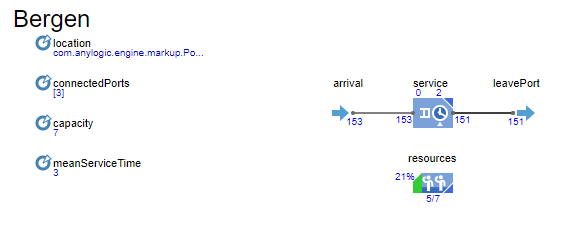 Bergen
location
com.anylogic.engine.markup.Po...
connectedPorts
[3]
capacity
7
meanServiceTime
3
arrival
service
leavePort
0 2
153 153 151 151
resources
21%
5/7